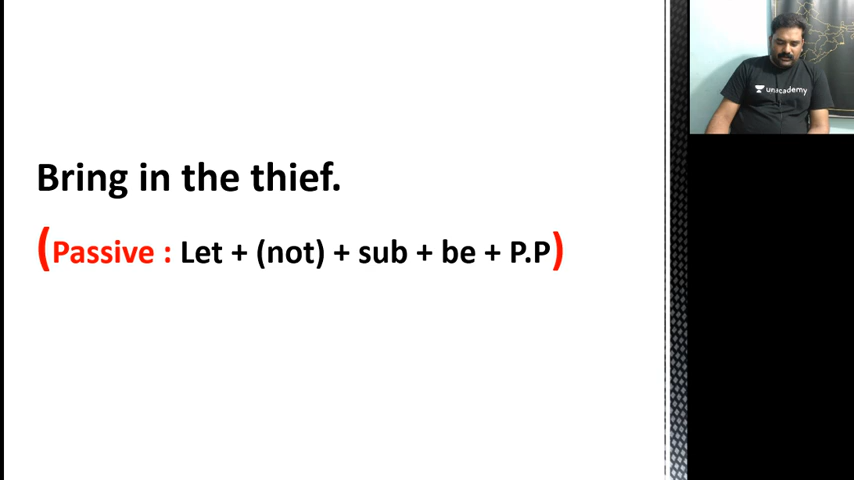 Bring in the thief.
(Passive : Let + (not) + sub + be + P.P)
unacademy